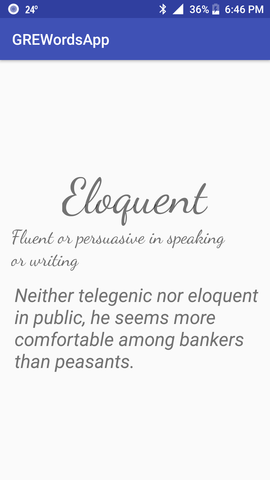 24° 36% 6:46 PM
GREWordsApp
Eloquent
Fluent or persuasive in speaking
or writing
Neither telegenic nor eloquent
in public, he seems more
comfortable among bankers
than peasants.